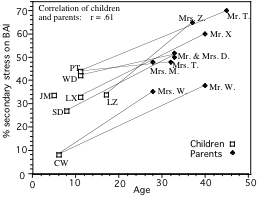 Correlation of children
and parents: r = .61
Mrs. Z.
Mr. T.
Mr. X
PT
Mr. & Mrs. D.
WD
Mrs. T.
Mrs. M.
JM
LX
LZ
Mrs. W.
Mr. W.
SD
CW
Children
Parents
% secondary stress on BAI
70
60
50
40
30
20
10
0
0
10
20
30
40
50
Age